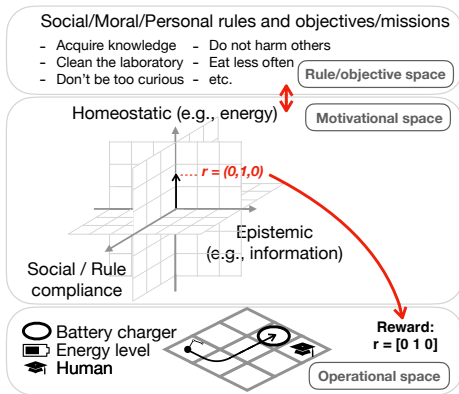 Social/Moral/Personal rules and objectives/missions
- Acquire knowledge - Do not harm others
- Clean the laboratory - Eat less often
- Don't be too curious - etc.
Rule/objective space
Homeostatic (e.g., energy)
Motivational space
r = (0,1,0)
Epistemic
(e.g., information)
Social / Rule
compliance
Battery charger
Energy level
Human
Reward:
r = [0 1 0]
Operational space